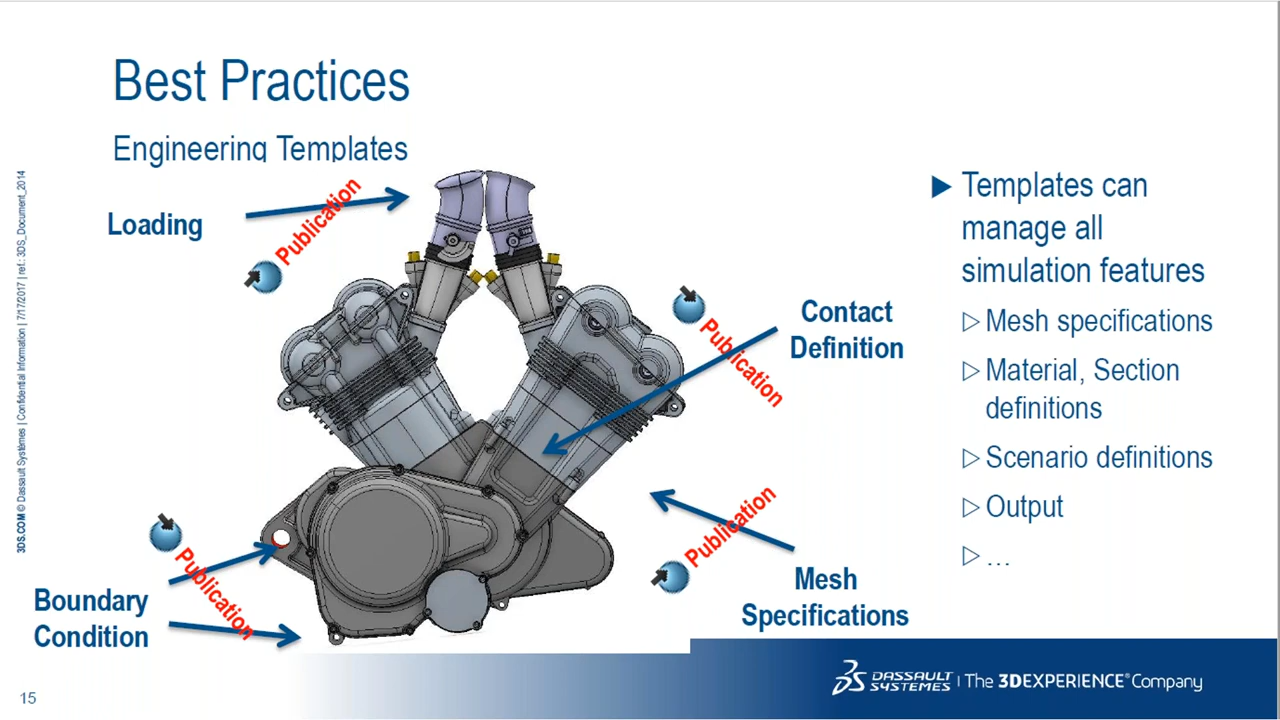 Best Practices
Engineering Templates
Loading
Publication
Publication
Contact
Definition
Publication
Publication
Boundary
Condition
Mesh
Specifications
Templates can
manage all
simulation features
Mesh specifications
Material, Section
definitions
Scenario definitions
Output
...
3DS.COM © Dassault Systèmes | Confidential Information | 7/17/2017 | ref.: 3DS_Document_2014
15
DASSAULT
SYSTEMES | The 3DEXPERIENCE® Company